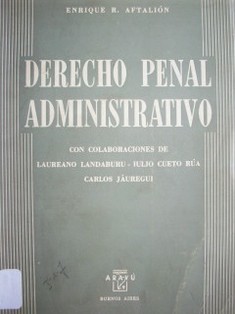 ENRIQUE R. AFTALIÓN
DERECHO PENAL
ADMINISTRATIVO
CON COLABORACIONES DE
LAUREANO LANDABURU - JULIO CUETO RÚA
CARLOS JÁUREGUI
ARAYÚ
BUENOS AIRES